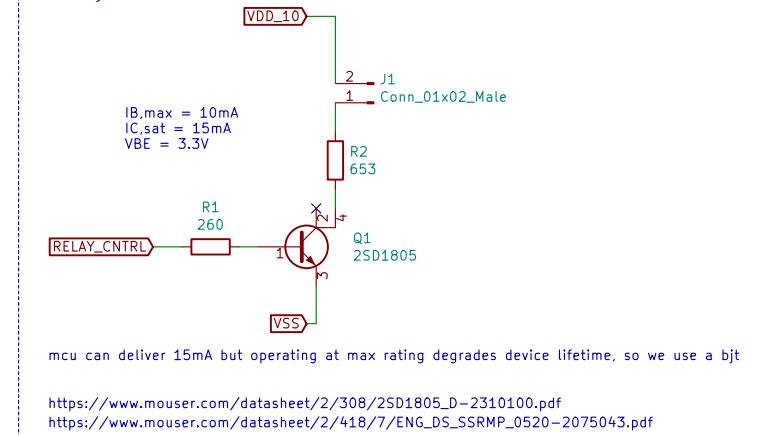 VDD_10
2
J1
1
Conn_01x02_Male
IB,max = 10mA
IC,sat = 15mA
VBE = 3.3V
R2
653
R1
260
2
4
RELAY_CNTRL
1
Q1
2SD1805
3
VSS
mcu can deliver 15mA but operating at max rating degrades device lifetime, so we use a bjt
https://www.mouser.com/datasheet/2/308/2SD1805_D-2310100.pdf
https://www.mouser.com/datasheet/2/418/7/ENG_DS_SSRMP_0520-2075043.pdf